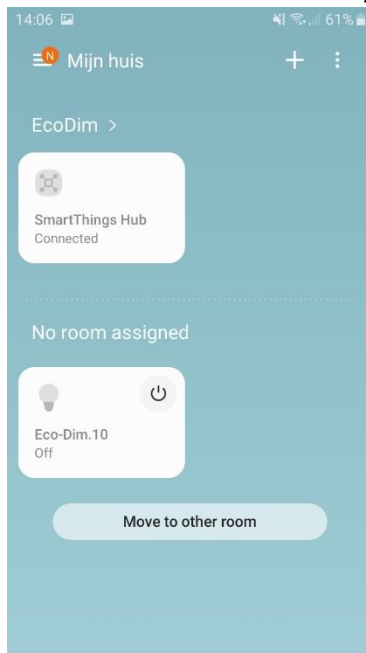 14:06 61%
N Mijn huis
EcoDim >
SmartThings Hub
Connected
No room assigned
Eco-Dim.10
Off
Move to other room